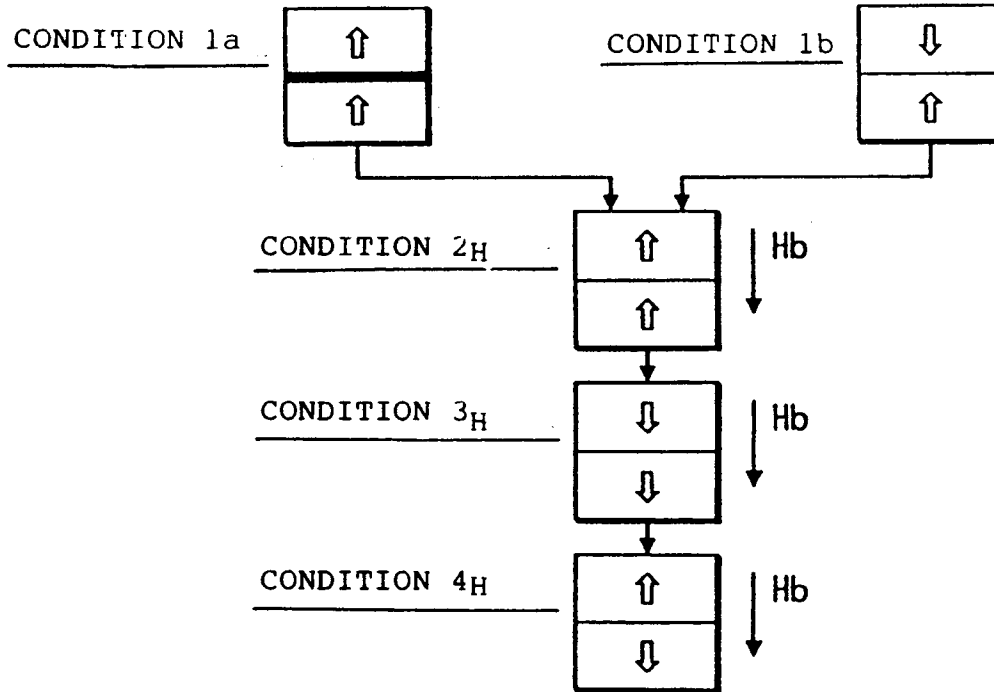 CONDITION 1a
CONDITION 1b
CONDITION 2H
Hb
CONDITION 3H
Hb
CONDITION 4H
Hb